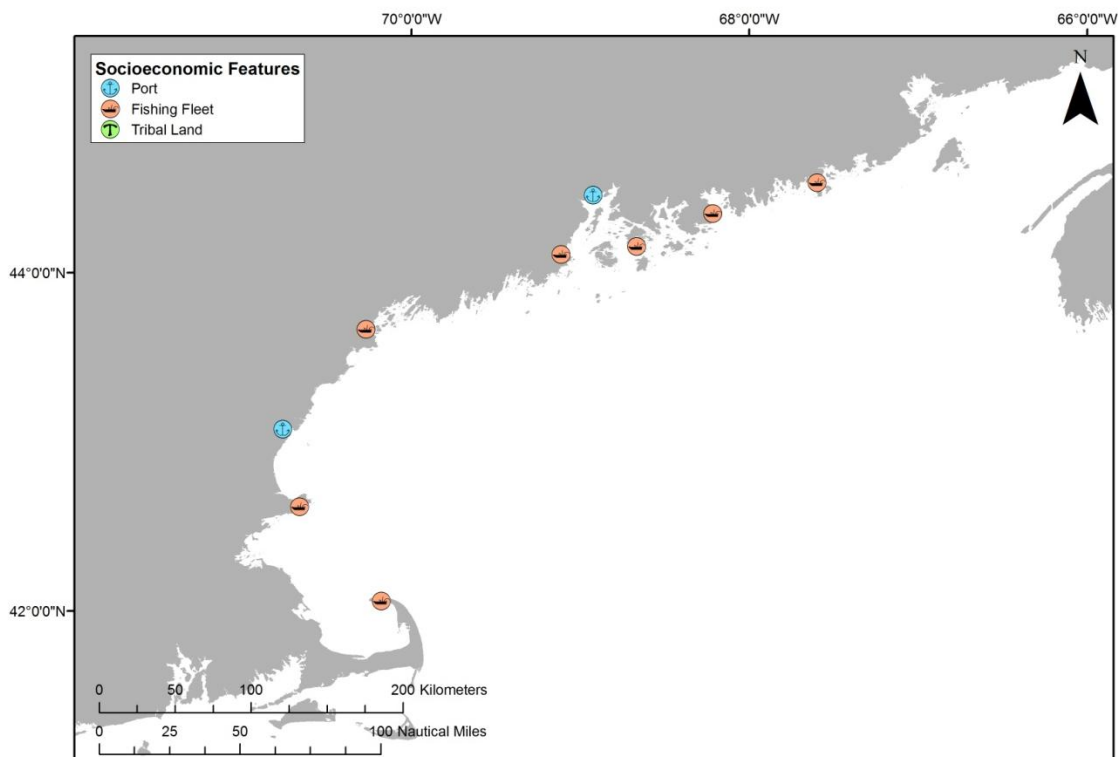 70°0'0"W 68°0'0"W 66°0'0"W
Socioeconomic Features
Port
Fishing Fleet
Tribal Land
N
44°0'0"N
42°0'0"N
0 50 100 200 Kilometers
0 25 50 100 Nautical Miles